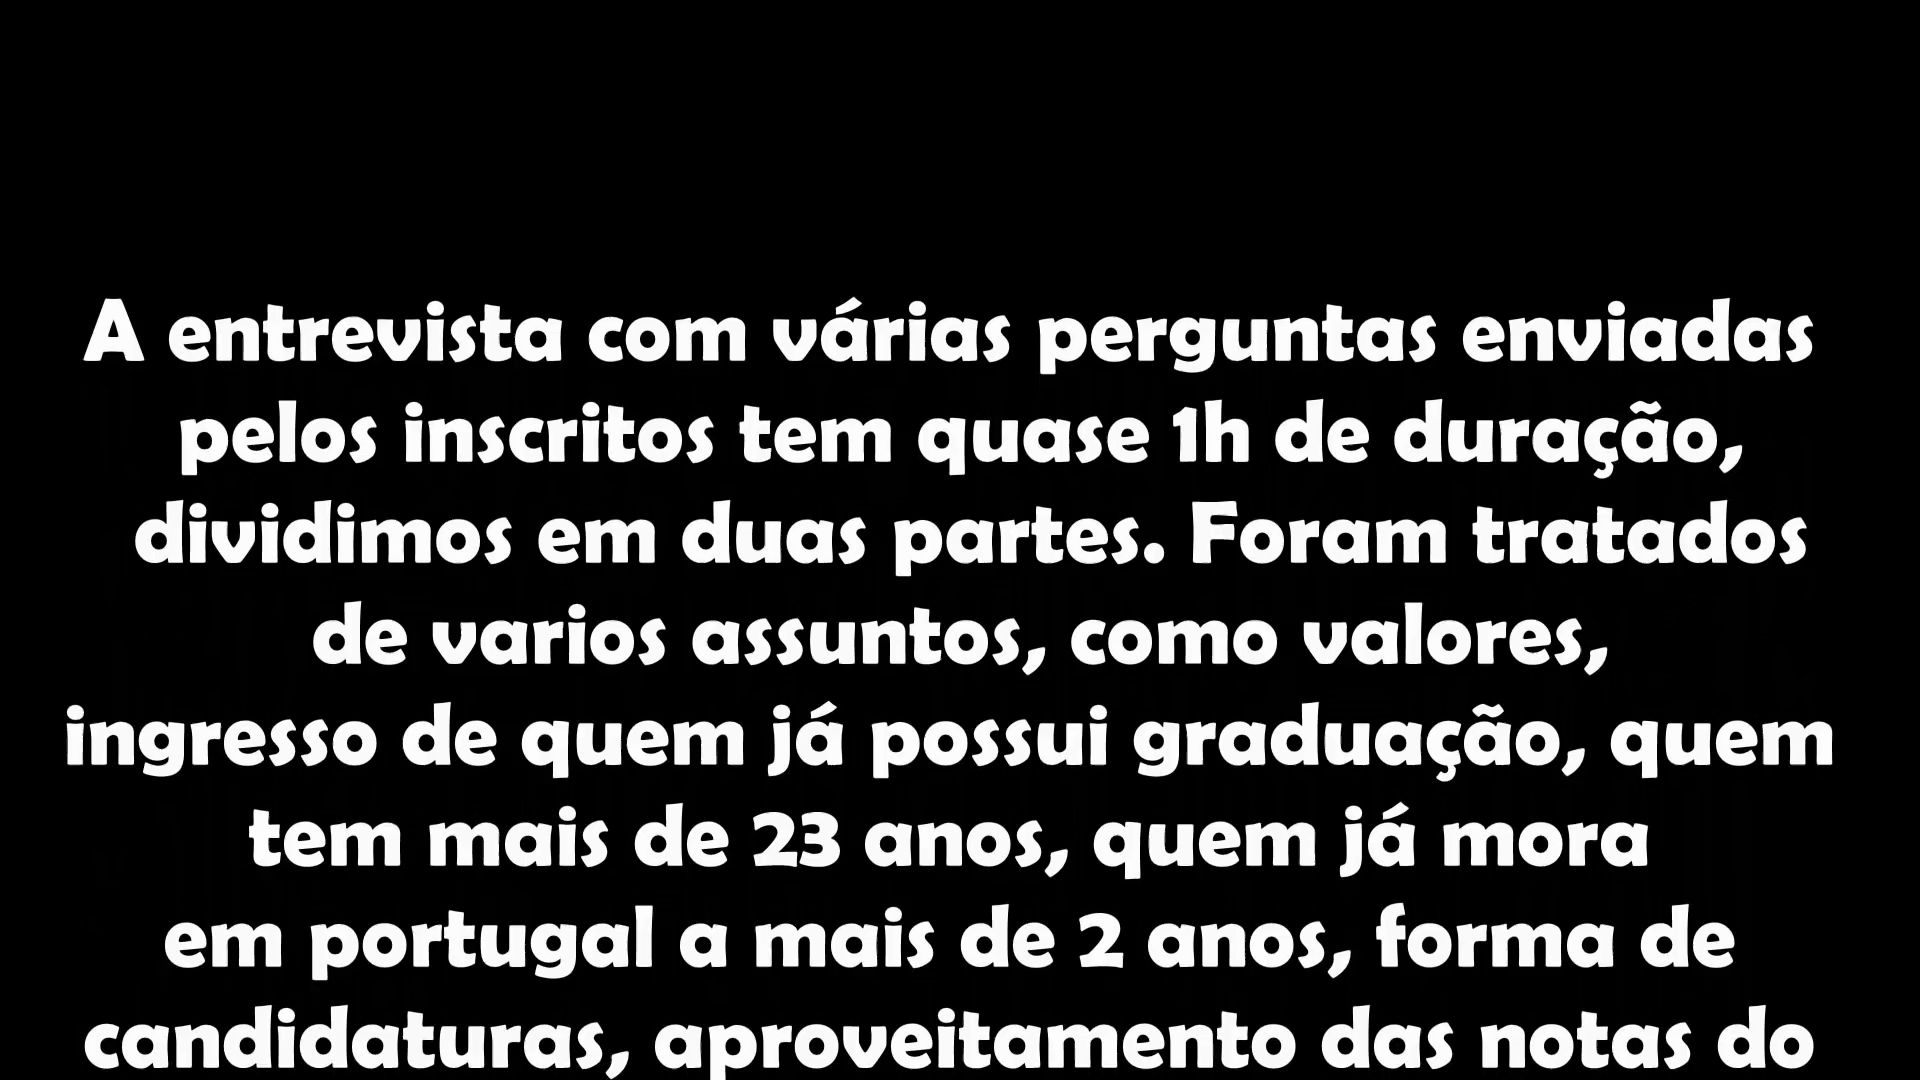 A entrevista com várias perguntas enviadas
pelos inscritos tem quase 1h de duração,
dividimos em duas partes. Foram tratados
de varios assuntos, como valores,
ingresso de quem já possui graduação, quem
tem mais de 23 anos, quem já mora
em portugal a mais de 2 anos, forma de
candidaturas, aproveitamento das notas do